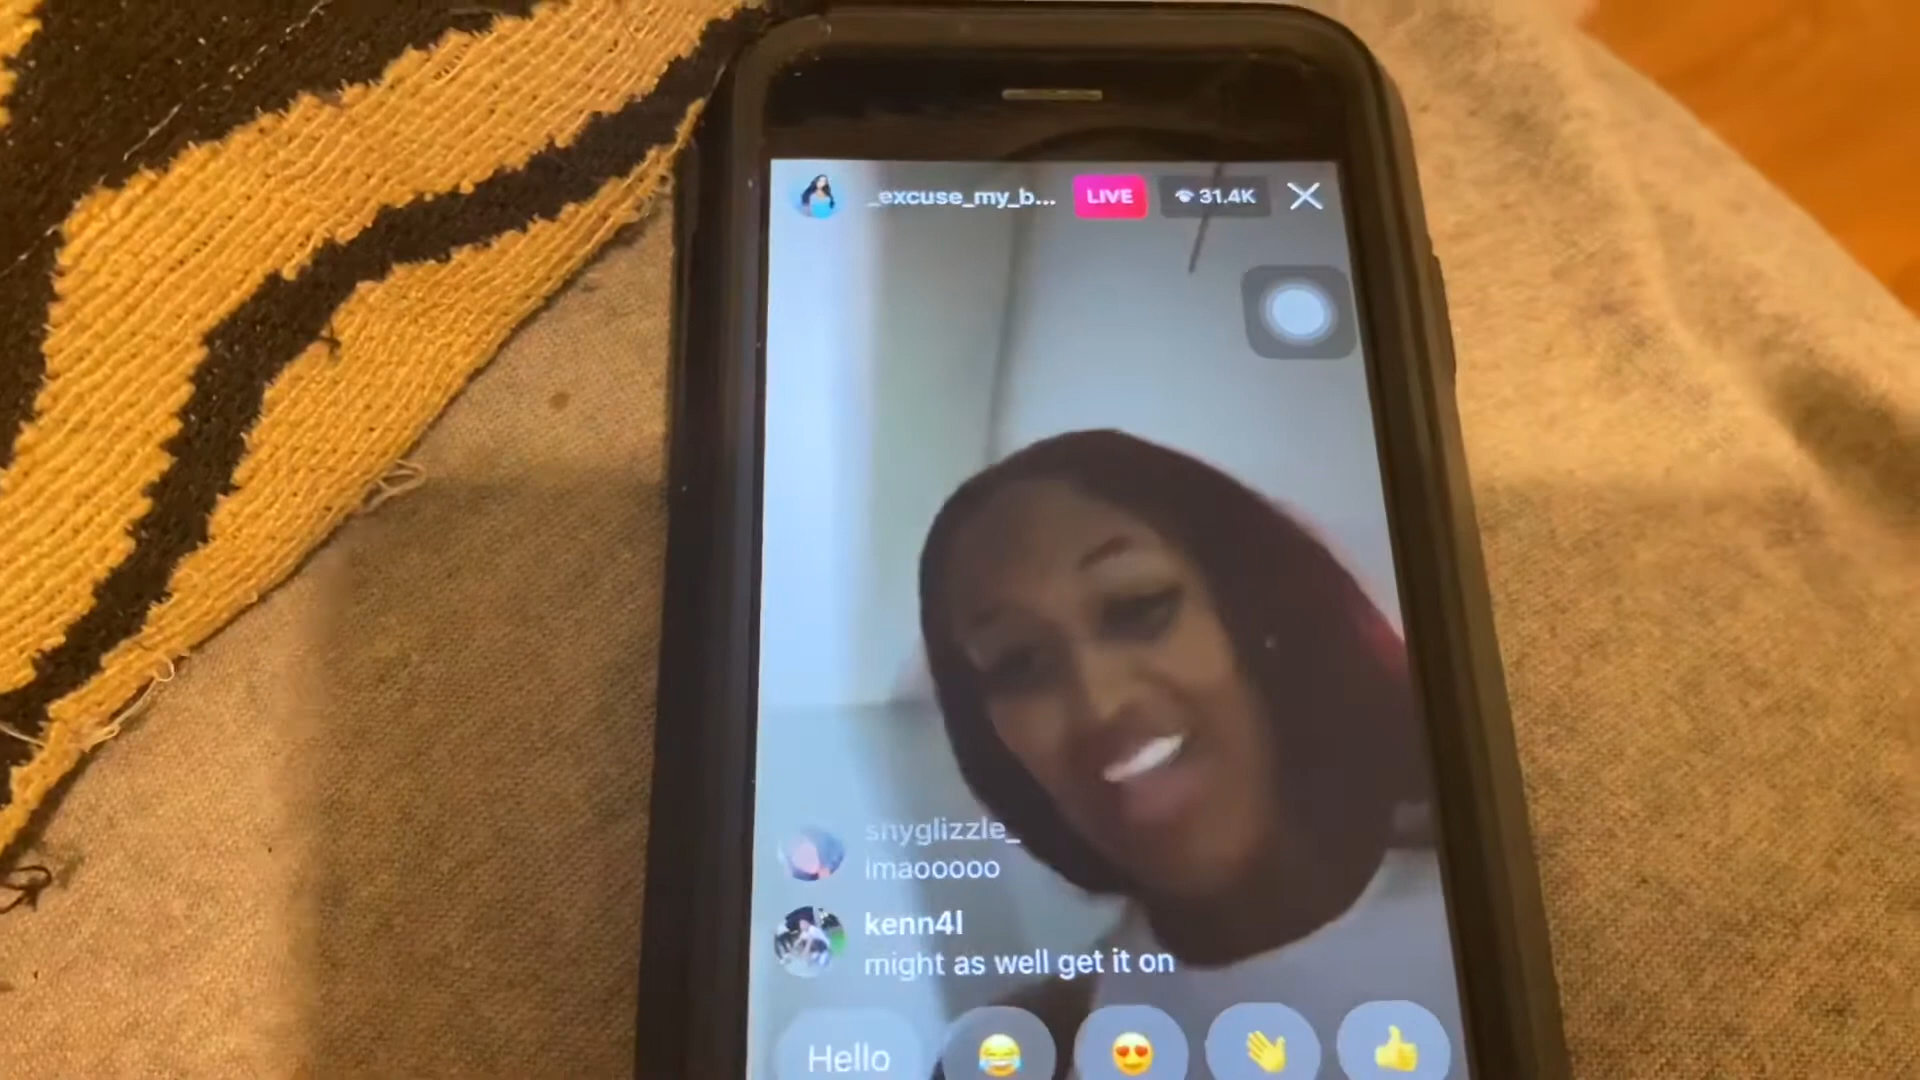 _excuse_my_b...
LIVE
31.4K
snyglizzle_
lmaooooo
kenn4l
might as well get it on
Hello